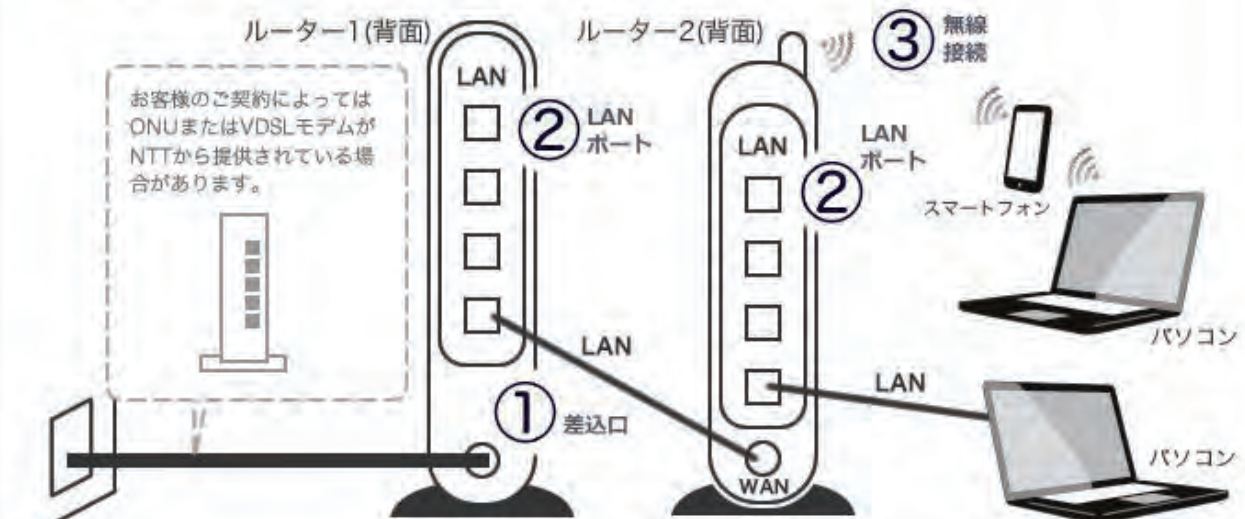 ルーター1(背面)
ルーター2(背面)
③
無線
接続
お客様のご契約によっては
ONUまたはVDSLモデムが
NTTから提供されている場
合があります。
LAN
②
LAN
ポート
LAN
②
LAN
ポート
スマートフォン
パソコン
LAN
LAN
①
差込口
WAN
パソコン